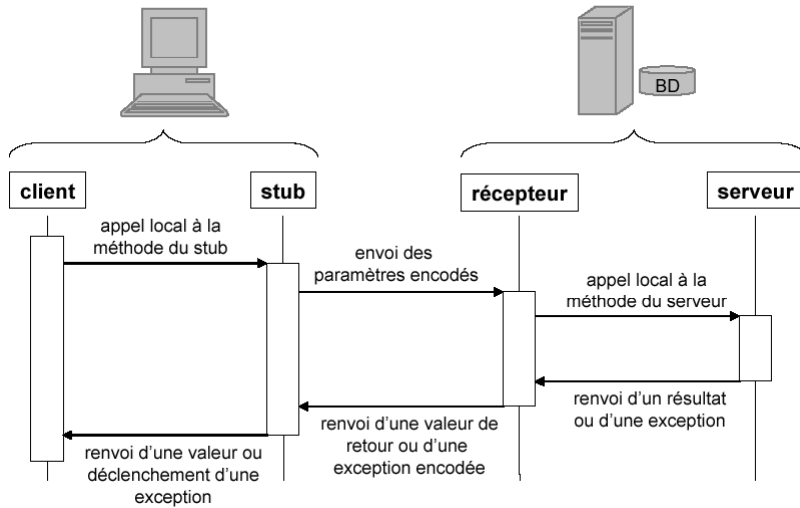 BD
client
stub
récepteur
serveur
appel local à la
méthode du stub
envoi des
paramètres encodés
appel local à la
méthode du serveur
renvoi d'un résultat
ou d'une exception
renvoi d'une valeur de
retour ou d'une
exception encodée
renvoi d'une valeur ou
déclenchement d'une
exception